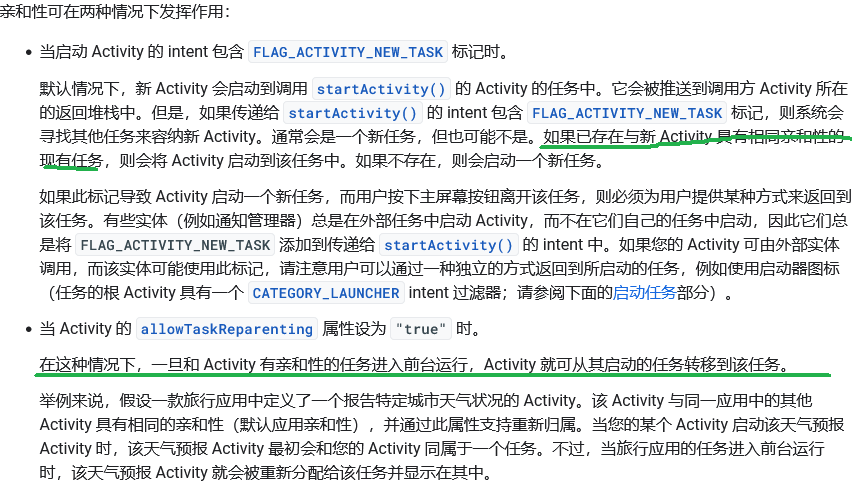 亲和性可在两种情况下发挥作用：
当启动 Activity 的 intent 包含 FLAG_ACTIVITY_NEW_TASK 标记时。
默认情况下，新 Activity 会启动到调用 startActivity() 的 Activity 的任务中。它会被推送到调用方 Activity 所在
的返回堆栈中。但是，如果传递给 startActivity() 的 intent 包含 FLAG_ACTIVITY_NEW_TASK 标记，则系统会
寻找其他任务来容纳新 Activity。通常会是一个新任务，但也可能不是。如果已存在与新 Activity 具有相同亲和性的
现有任务，则会将 Activity 启动到该任务中。如果不存在，则会启动一个新任务。
如果此标记导致 Activity 启动一个新任务，而用户按下主屏幕按钮离开该任务，则必须为用户提供某种方式来返回到
该任务。有些实体（例如通知管理器）总是在外部任务中启动 Activity，而不在它们自己的任务中启动，因此它们总
是将 FLAG_ACTIVITY_NEW_TASK 添加到传递给 startActivity() 的 intent 中。如果您的 Activity 可由外部实体
调用，而该实体可能使用此标记，请注意用户可以通过一种独立的方式返回到所启动的任务，例如使用启动器图标
（任务的根 Activity 具有一个 CATEGORY_LAUNCHER intent 过滤器；请参阅下面的启动任务部分）。
当 Activity 的 allowTaskReparenting 属性设为 "true" 时。
在这种情况下，一旦和 Activity 有亲和性的任务进入前台运行，Activity 就可从其启动的任务转移到该任务。
举例来说，假设一款旅行应用中定义了一个报告特定城市天气状况的 Activity。该 Activity 与同一应用中的其他
Activity 具有相同的亲和性（默认应用亲和性），并通过此属性支持重新归属。当您的某个 Activity 启动该天气预报
Activity 时，该天气预报 Activity 最初会和您的 Activity 同属于一个任务。不过，当旅行应用的任务进入前台运行
时，该天气预报 Activity 就会被重新分配给该任务并显示在其中。